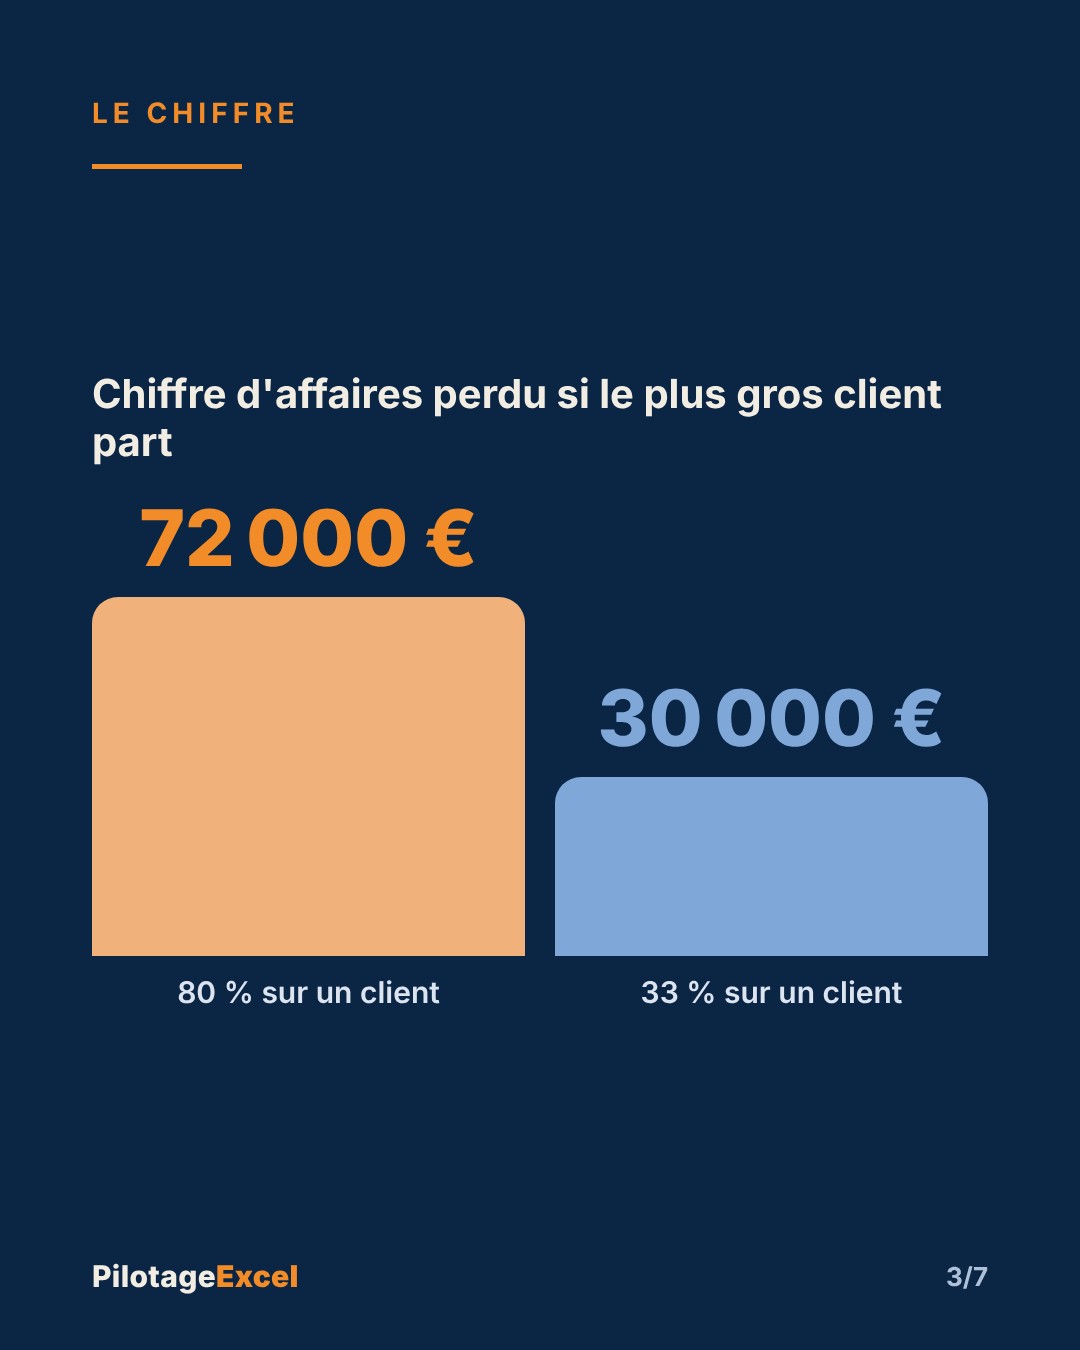 LE CHIFFRE
Chiffre d'affaires perdu si le plus gros client
part
72 000 €
30 000 €
80 % sur un client
33 % sur un client
PilotageExcel
3/7